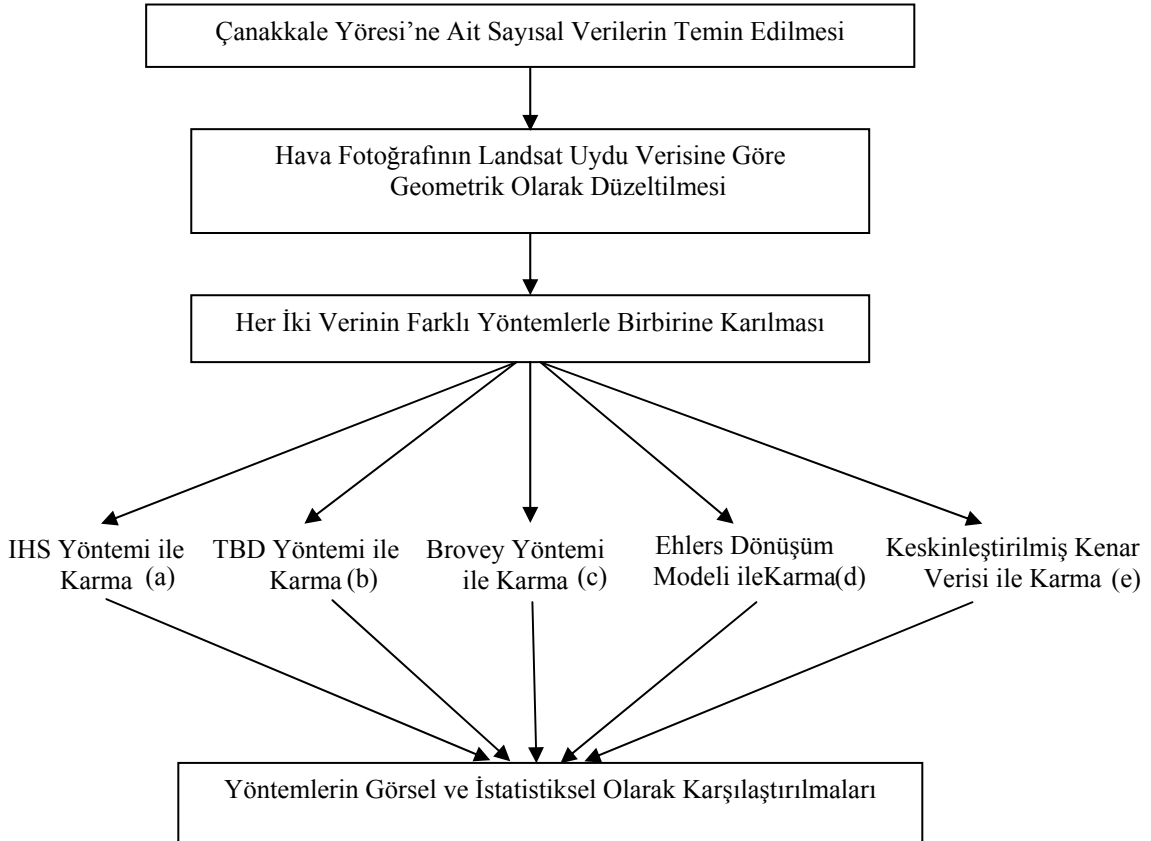 Çanakkale Yöresi’ne Ait Sayısal Verilerin Temin Edilmesi
Hava Fotoğrafının Landsat Uydu Verisine Göre
Geometrik Olarak Düzeltilmesi
Her İki Verinin Farklı Yöntemlerle Birbirine Karılması
IHS Yöntemi ile
Karma (a)
TBD Yöntemi ile
Karma (b)
Brovey Yöntemi
ile Karma (c)
Ehlers Dönüşüm
Modeli ileKarma(d)
Keskinleştirilmiş Kenar
Verisi ile Karma (e)
Yöntemlerin Görsel ve İstatistiksel Olarak Karşılaştırılmaları